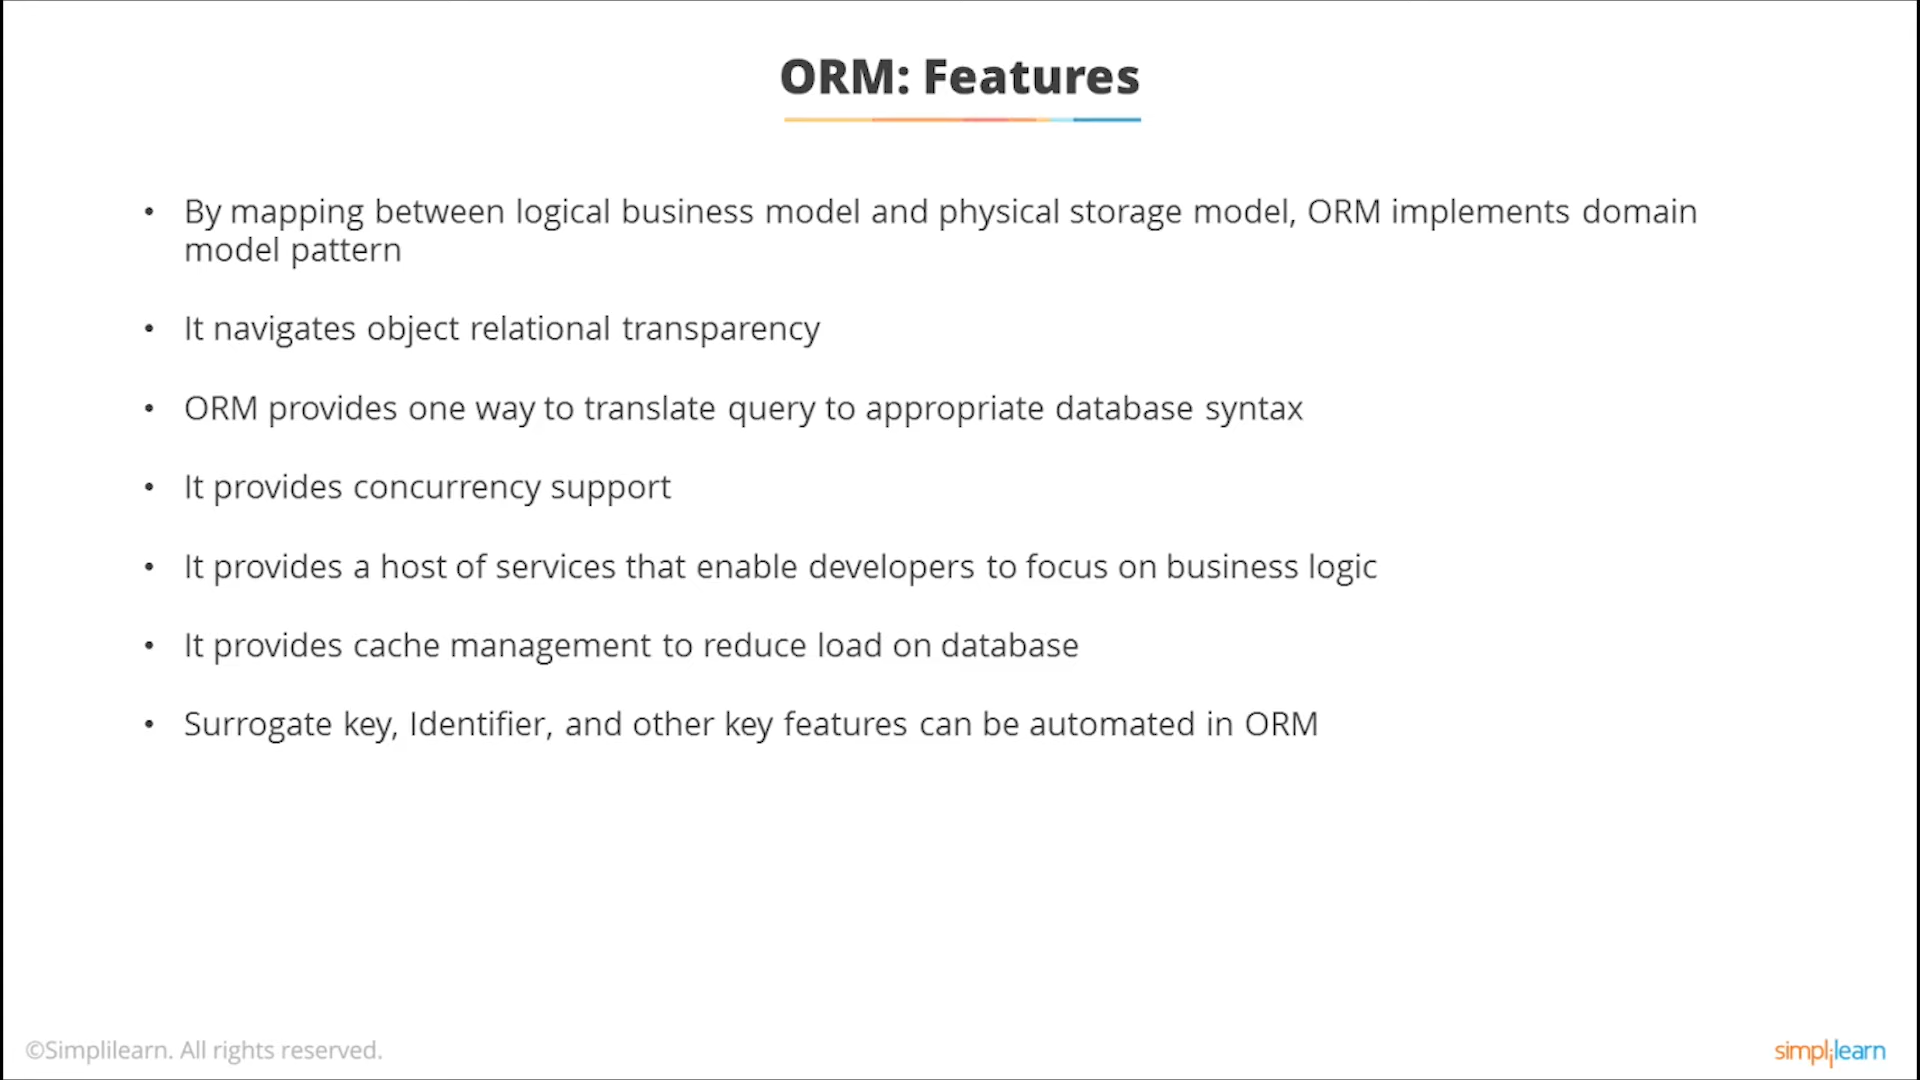 ORM: Features
• By mapping between logical business model and physical storage model, ORM implements domain
model pattern
• It navigates object relational transparency
• ORM provides one way to translate query to appropriate database syntax
• It provides concurrency support
• It provides a host of services that enable developers to focus on business logic
• It provides cache management to reduce load on database
• Surrogate key, Identifier, and other key features can be automated in ORM
©Simplilearn. All rights reserved.
simplilearn